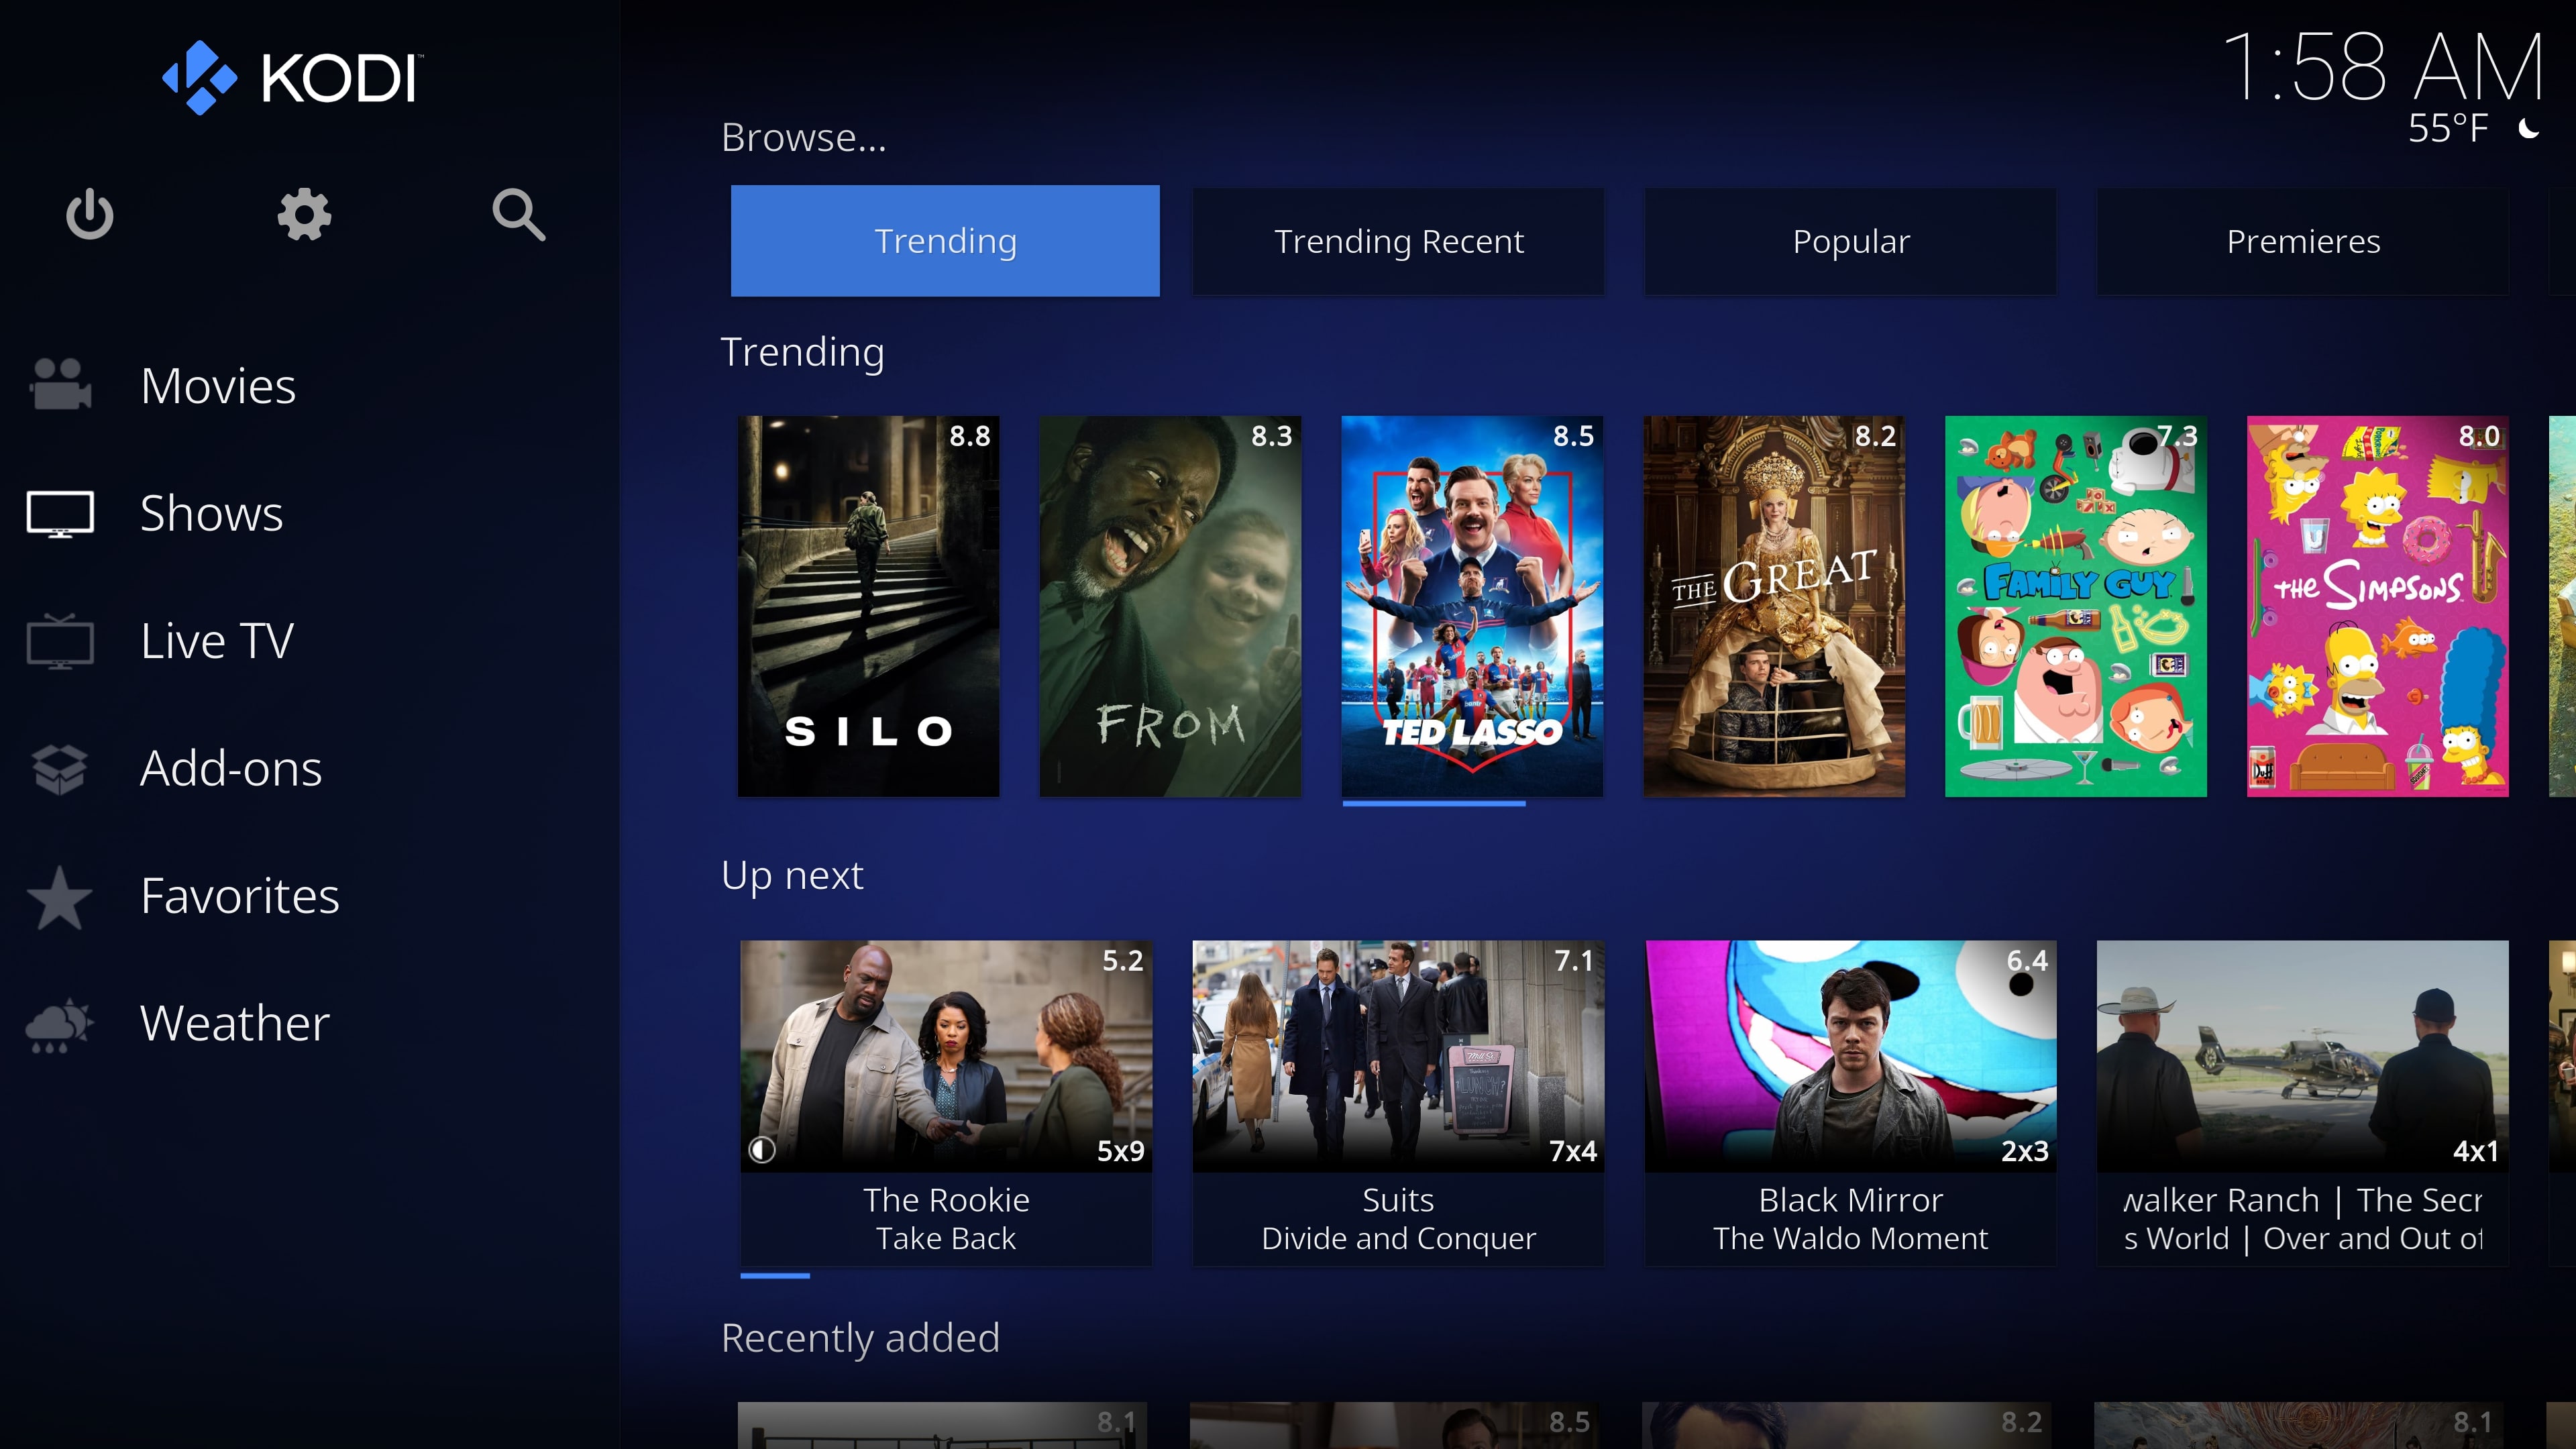 KODI
1:58 AM
55°F
Browse...
Trending
Trending Recent
Popular
Premieres
Movies
Shows
Live TV
Add-ons
Favorites
Weather
Trending
8.8
SILO
8.3
FROM
8.5
TED LASSO
8.2
THE GREAT
7.3
FAMILY GUY
8.0
THE SIMPSONS
Duff
Up next
5.2
5x9
The Rookie
Take Back
7.1
LUNCH?
7x4
Suits
Divide and Conquer
6.4
2x3
Black Mirror
The Waldo Moment
4x1
walker Ranch | The Secr
s World | Over and Out of
Recently added
8.1
8.5
8.2
8.1